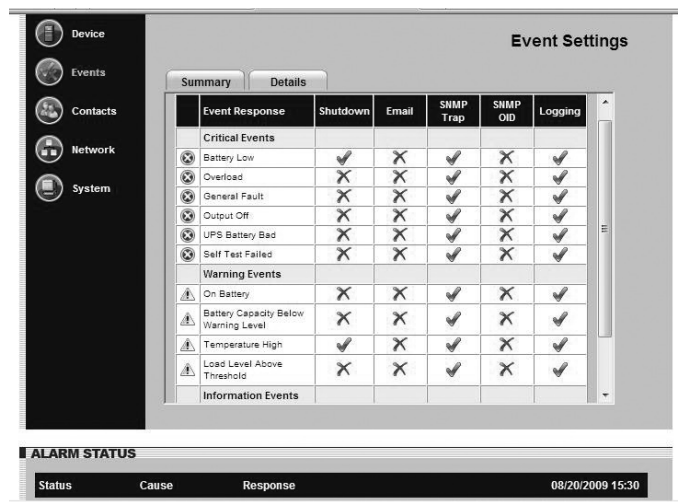 Device
Events
Contacts
Network
System
Event Settings
Summary Details
Event Response Shutdown Email SNMP Trap SNMP OID Logging
Critical Events
Battery Low
Overload
General Fault
Output Off
UPS Battery Bad
Self Test Failed
Warning Events
On Battery
Battery Capacity Below
Warning Level
Temperature High
Load Level Above
Threshold
Information Events
ALARM STATUS
Status Cause Response 08/20/2009 15:30